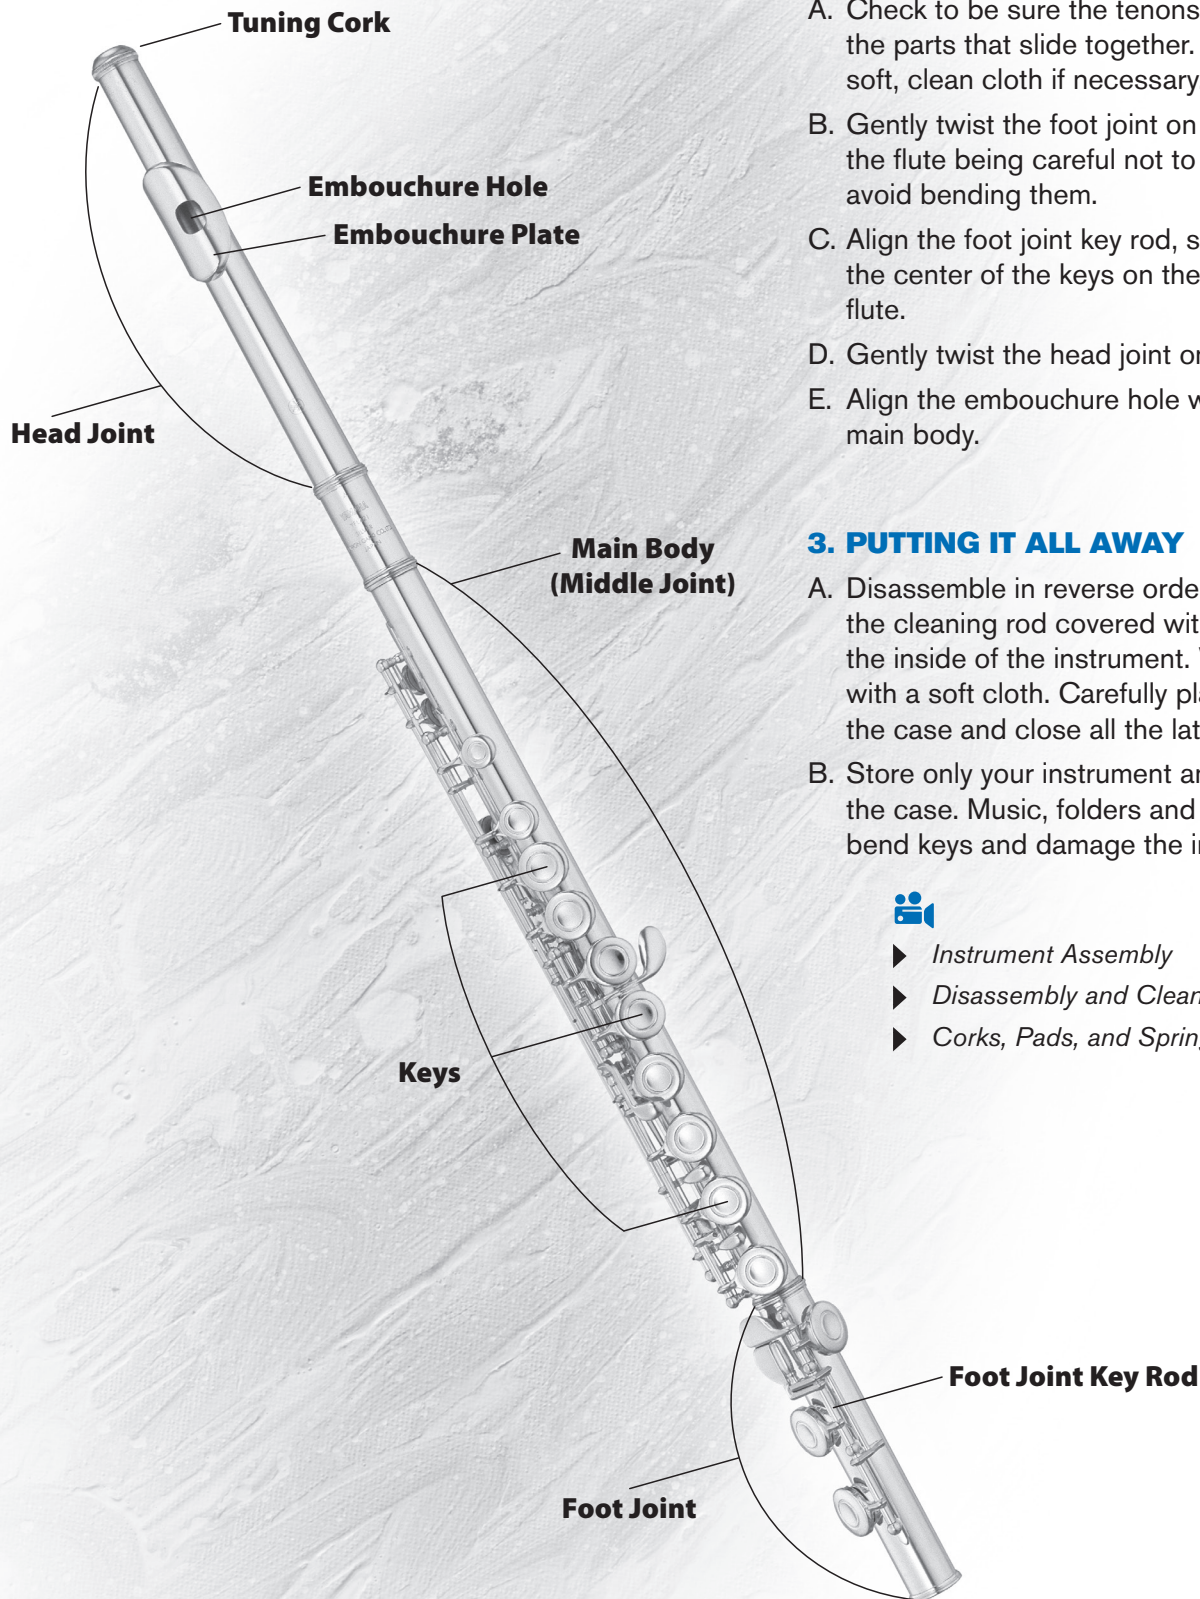 Tuning Cork
Embouchure Hole
Embouchure Plate
Head Joint
Main Body
(Middle Joint)
Keys
Foot Joint Key Rod
Foot Joint
A. Check to be sure the tenons
the parts that slide together.
soft, clean cloth if necessary
B. Gently twist the foot joint on
the flute being careful not to
avoid bending them.
C. Align the foot joint key rod, s
the center of the keys on the
flute.
D. Gently twist the head joint o
E. Align the embouchure hole w
main body.
3. PUTTING IT ALL AWAY
A. Disassemble in reverse orde
the cleaning rod covered wit
the inside of the instrument.
with a soft cloth. Carefully pla
the case and close all the lat
B. Store only your instrument a
the case. Music, folders and
bend keys and damage the i
Instrument Assembly
Disassembly and Clean
Corks, Pads, and Sprin